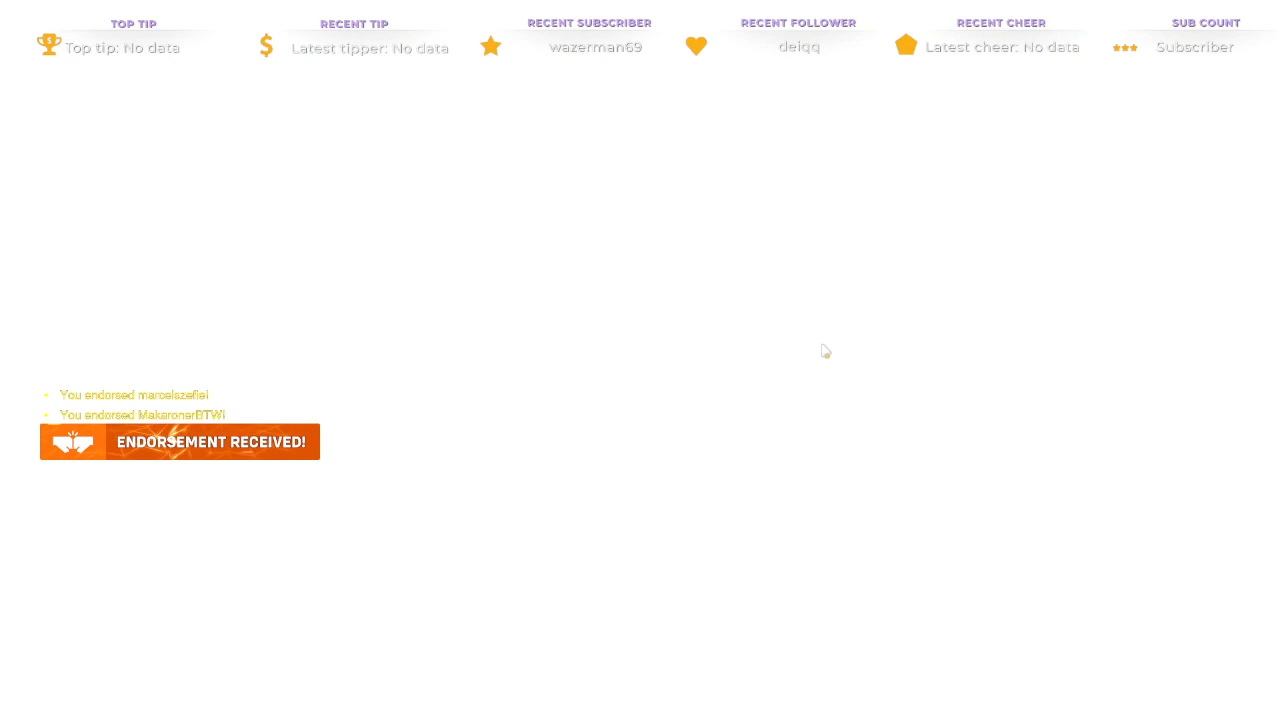 TOP TIP
Top tip: No data
RECENT TIP
Latest tipper: No data
RECENT SUBSCRIBER
wazerman69
RECENT FOLLOWER
deiqq
RECENT CHEER
Latest cheer: No data
SUB COUNT
Subscriber
You endorsed marcelszefiel
You endorsed MakaronerBTWi
ENDORSEMENT RECEIVED!